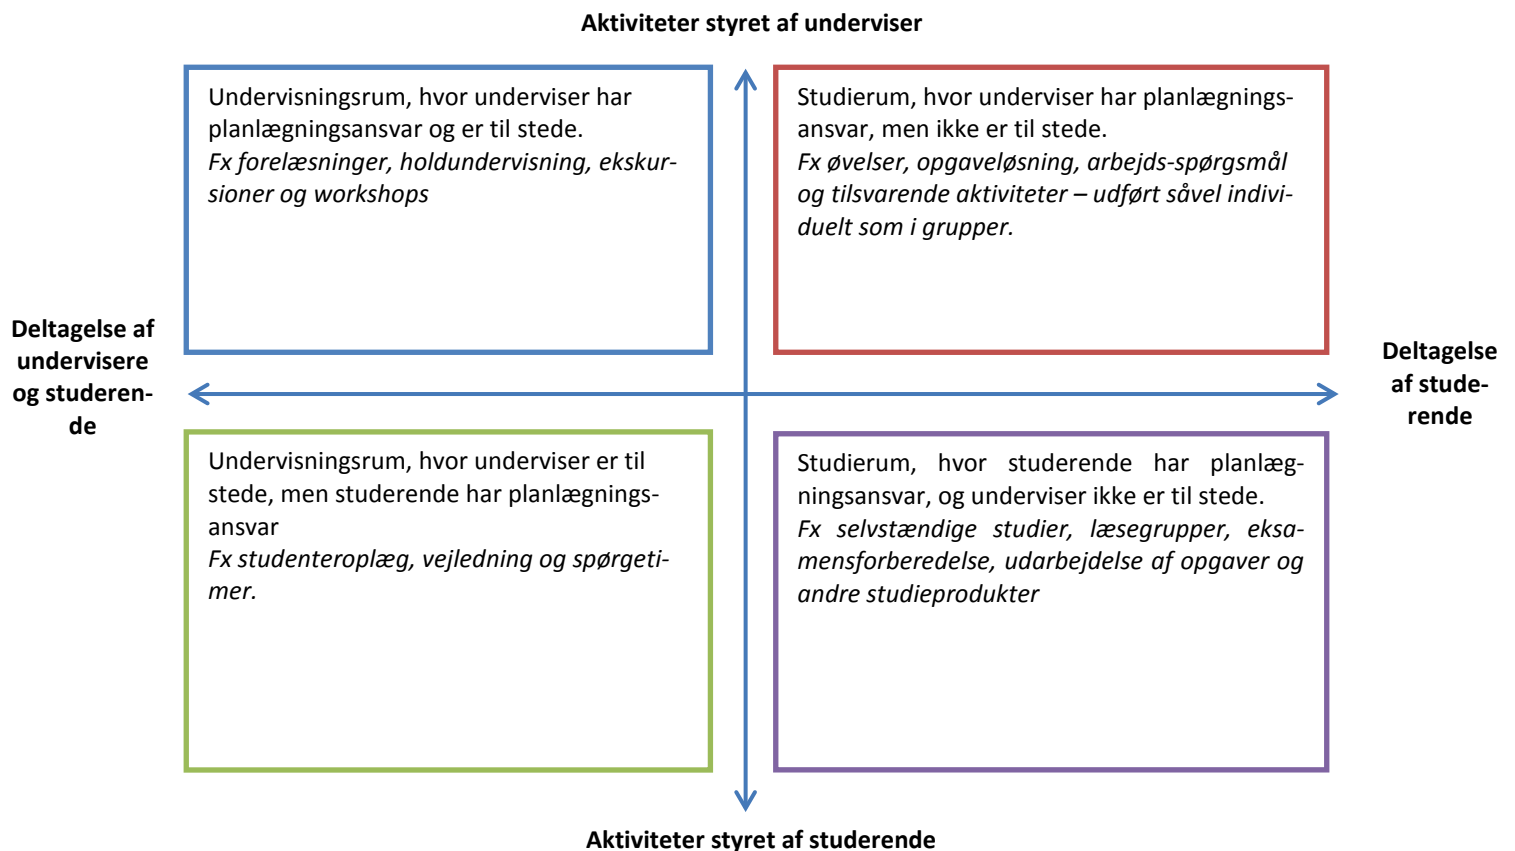 Aktiviteter styret af underviser
Undervisningsrum, hvor underviser har
planlægningsansvar og er til stede.
Fx forelæsninger, holdundervisning, ekskur-
sioner og workshops
Studierum, hvor underviser har planlægnings-
ansvar, men ikke er til stede.
Fx øvelser, opgaveløsning, arbejds-spørgsmål
og tilsvarende aktiviteter – udført såvel indivi-
duelt som i grupper.
Deltagelse af
undervisere
og studeren-
de
Deltagelse
af stude-
rende
Undervisningsrum, hvor underviser er til
stede, men studerende har planlægnings-
ansvar
Fx studenteroplæg, vejledning og spørgeti-
mer.
Studierum, hvor studerende har planlæg-
ningsansvar, og underviser ikke er til stede.
Fx selvstændige studier, læsegrupper, eksa-
mensforberedelse, udarbejdelse af opgaver og
andre studieprodukter
Aktiviteter styret af studerende